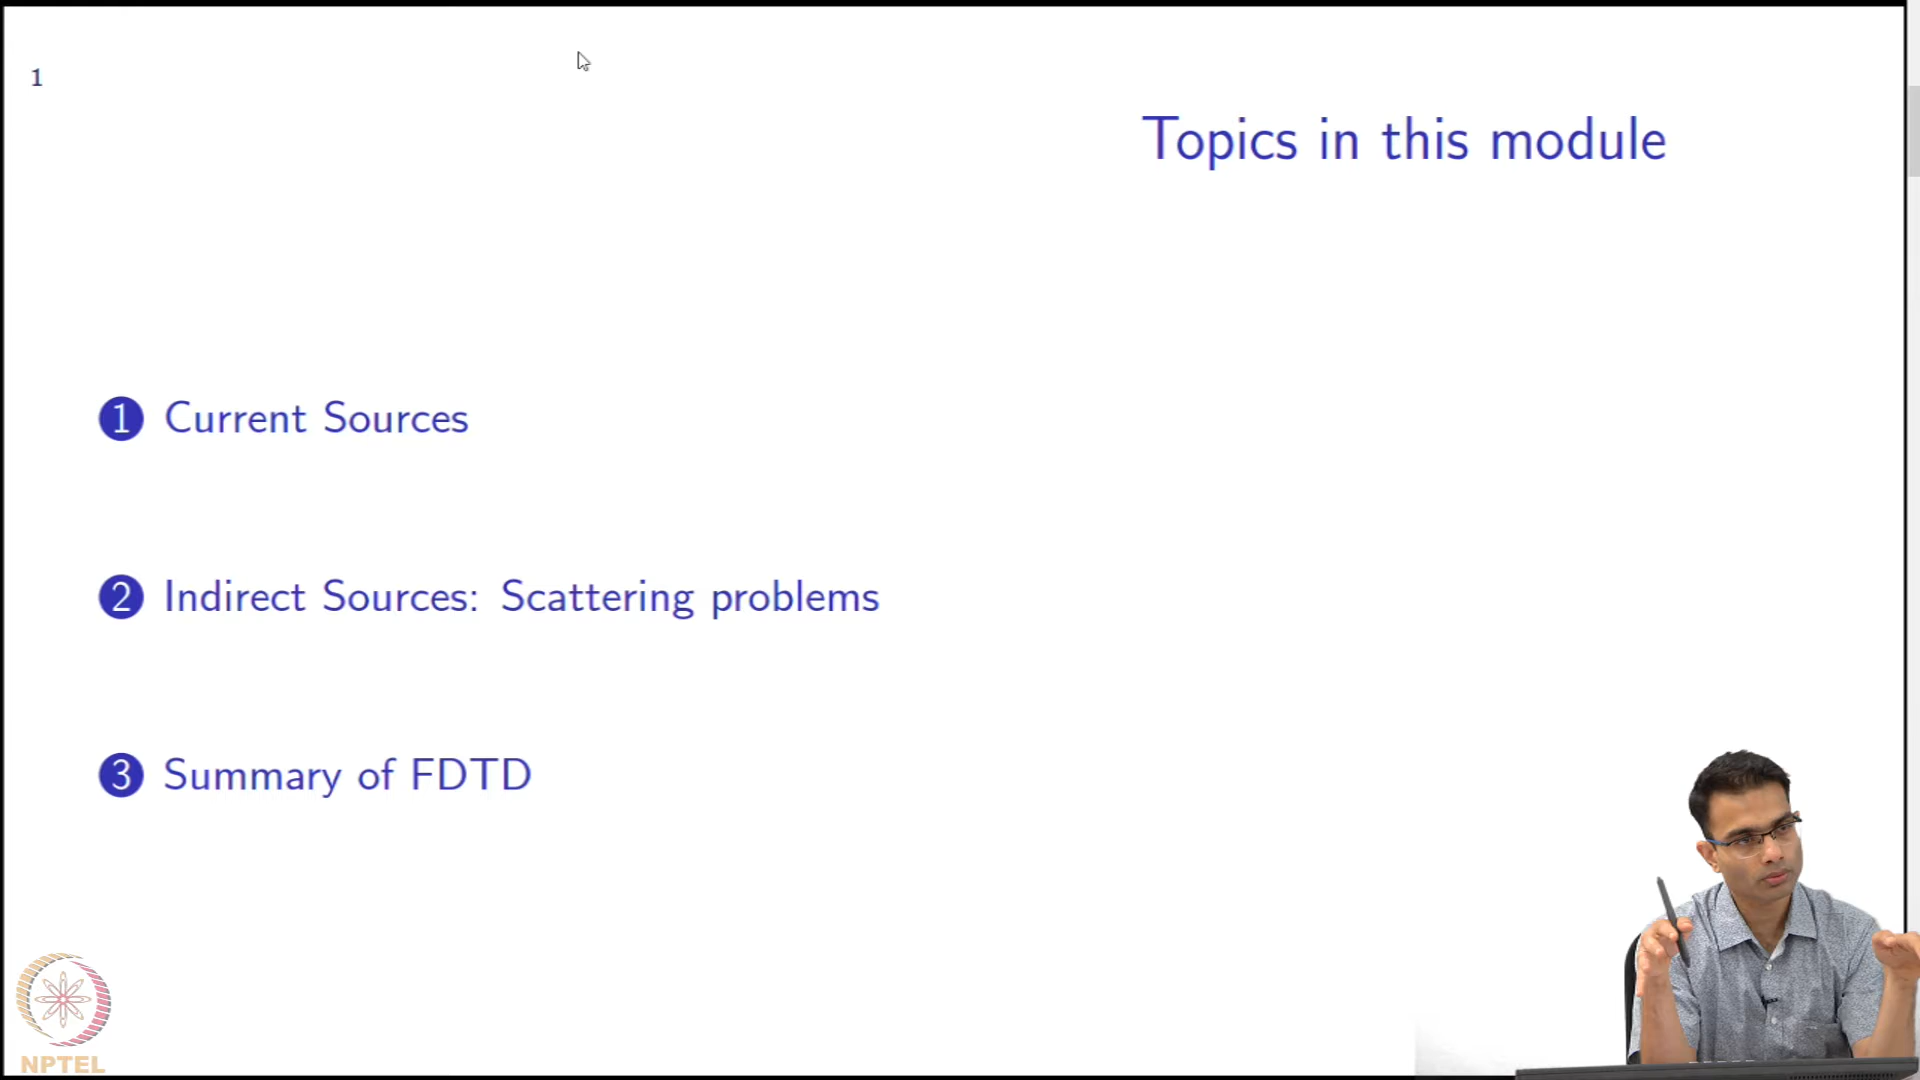 1
Topics in this module
1 Current Sources
2 Indirect Sources: Scattering problems
3 Summary of FDTD
NPTEL